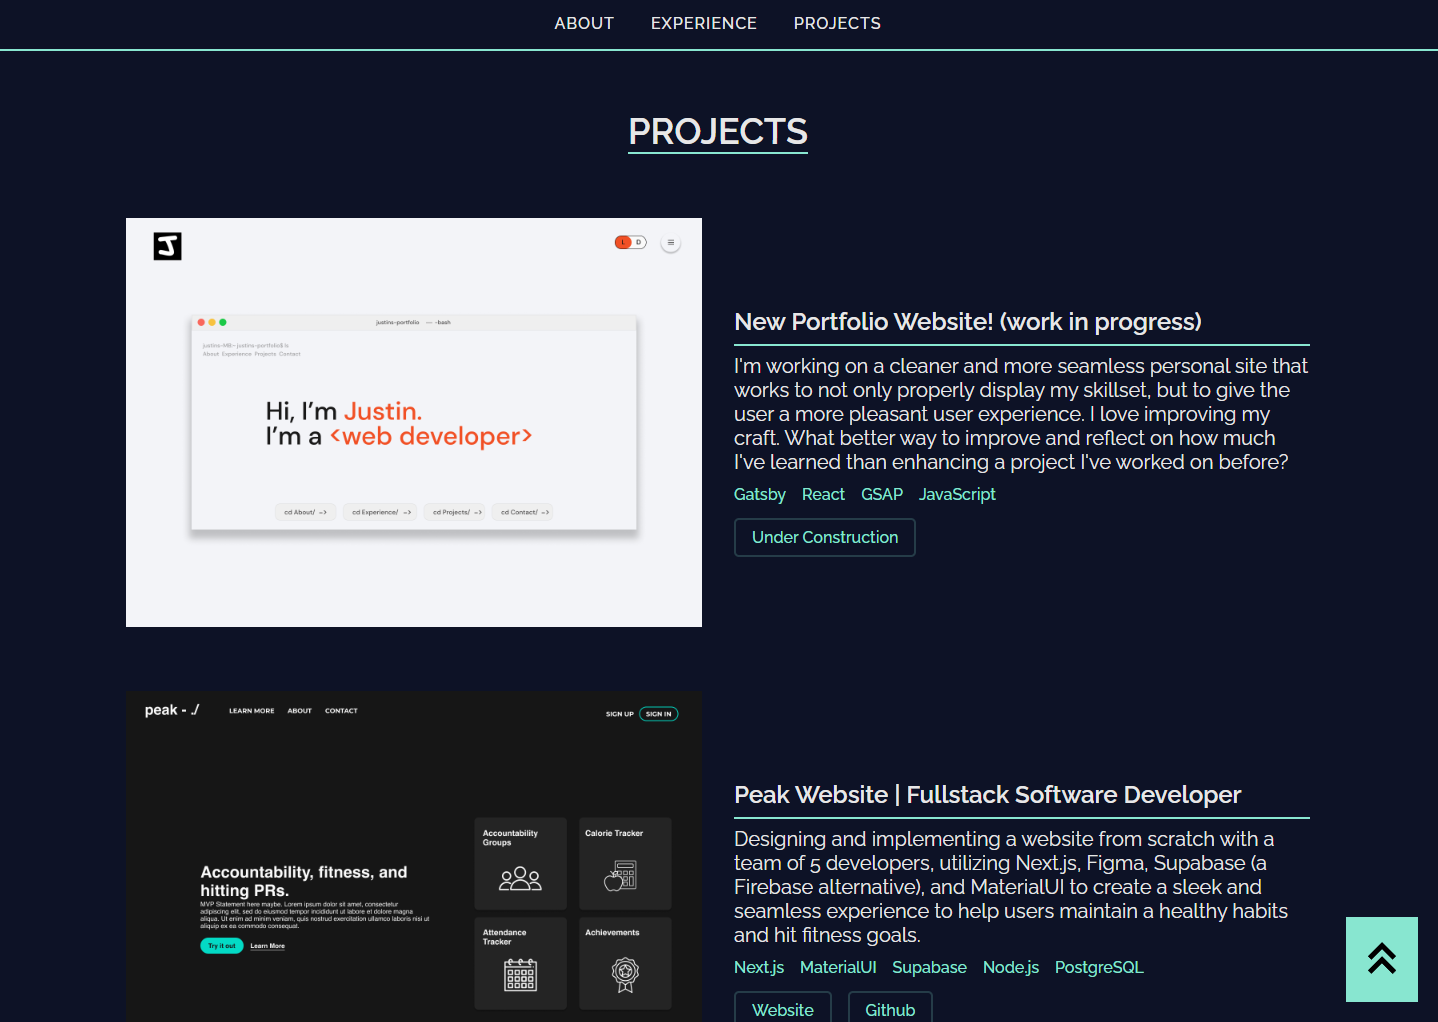 ABOUT EXPERIENCE PROJECTS
PROJECTS
J
L D
justins-portfolio — -bash
justins-MB:~justins-portfolio$ ls
About Experience Projects Contact
Hi, I’m Justin.
I’m a <web developer>
cd About/ ->
cd Experience/ ->
cd Projects/ ->
cd Contact/ ->
New Portfolio Website! (work in progress)
I'm working on a cleaner and more seamless personal site that
works to not only properly display my skillset, but to give the
user a more pleasant user experience. I love improving my
craft. What better way to improve and reflect on how much
I've learned than enhancing a project I've worked on before?
Gatsby React GSAP JavaScript
Under Construction
peak - ./
LEARN MORE ABOUT CONTACT
SIGN UP SIGN IN
Accountability, fitness, and
hitting PRs.
MVP Statement here maybe. Lorem ipsum dolor sit amet, consectetur
adipiscing elit, sed do eiusmod tempor incididunt ut labore et dolore magna
aliqua. Ut enim ad minim veniam, quis nostrud exercitation ullamco laboris nisi ut
aliquip ex ea commodo consequat.
Try it out Learn More
Accountability
Groups
Calorie Tracker
Attendance
Tracker
Achievements
Peak Website | Fullstack Software Developer
Designing and implementing a website from scratch with a
team of 5 developers, utilizing Next.js, Figma, Supabase (a
Firebase alternative), and MaterialUI to create a sleek and
seamless experience to help users maintain a healthy habits
and hit fitness goals.
Next.js MaterialUI Supabase Node.js PostgreSQL
Website Github